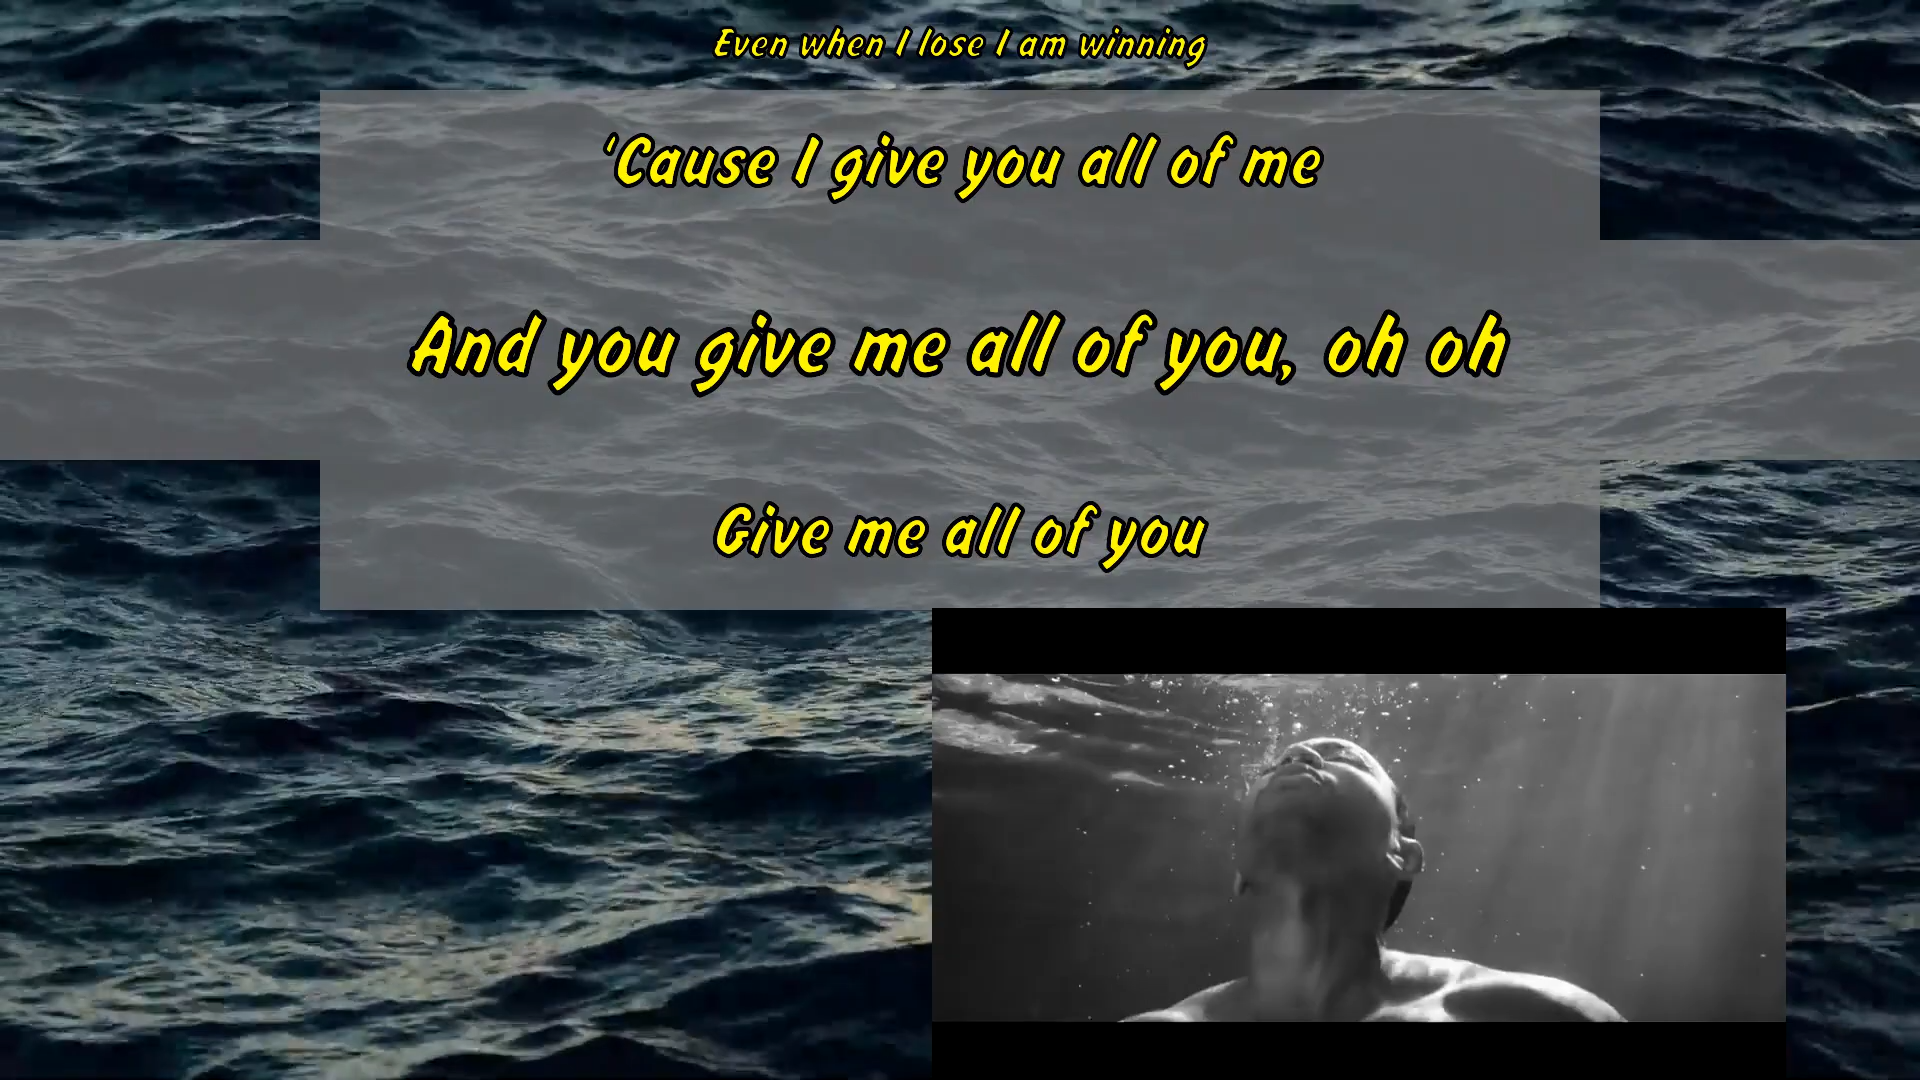 Even when I lose I am winning
'Cause I give you all of me
And you give me all of you, oh oh
Give me all of you